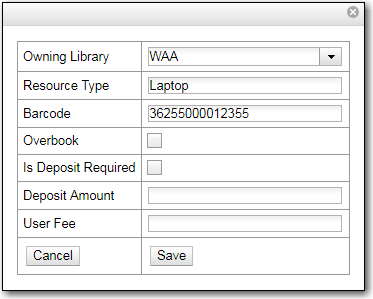 Owning Library WAA
Resource Type Laptop
Barcode 36255000012355
Overbook
Is Deposit Required
Deposit Amount
User Fee
Cancel Save